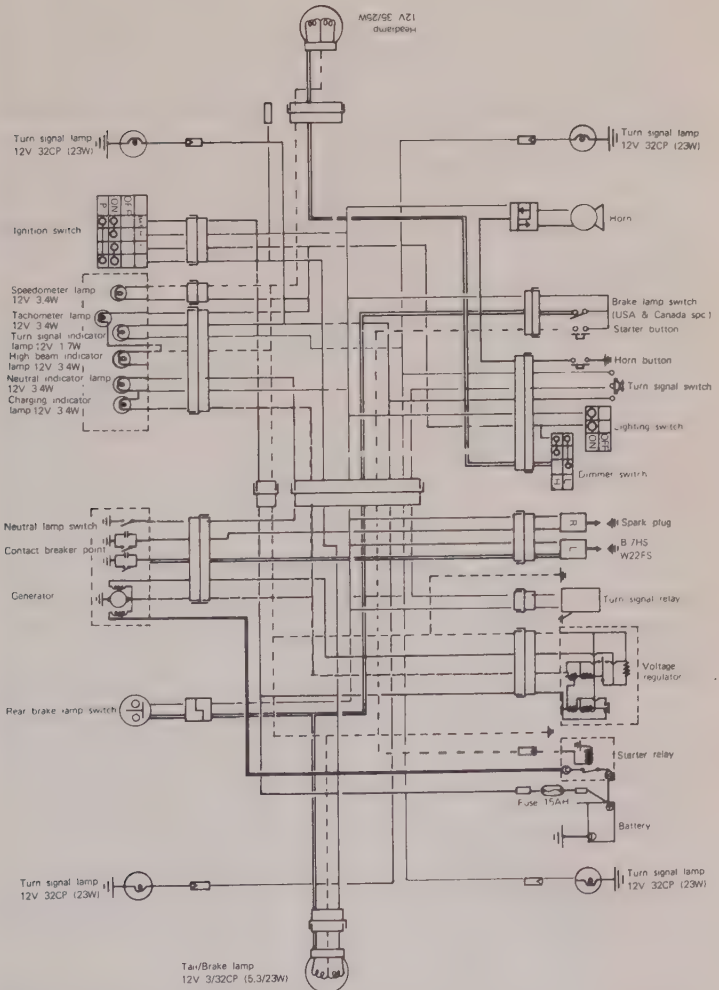 Headlamp
12V 35/25W
Turn signal lamp
12V 32CP (23W)
Turn signal lamp
12V 32CP (23W)
Ignition switch
OFF
ON
P
Horn
Speedometer lamp
12V 3.4W
Tachometer lamp
12V 3.4W
Turn signal indicator
lamp 12V 1.7W
High beam indicator
lamp 12V 3.4W
Neutral indicator lamp
12V 3.4W
Charging indicator
lamp 12V 3.4W
Brake lamp switch
(USA & Canada spc.)
Starter button
Horn button
Turn signal switch
Lighting switch
OFF
ON
Dimmer switch
L
H
Neutral lamp switch
Contact breaker point
Generator
R
Spark plug
L
B 7HS
W22FS
Turn signal relay
Voltage
regulator
Rear brake lamp switch
Starter relay
Fuse 15AH
Battery
Turn signal lamp
12V 32CP (23W)
Turn signal lamp
12V 32CP (23W)
Tail/Brake lamp
12V 3/32CP (5.3/23W)